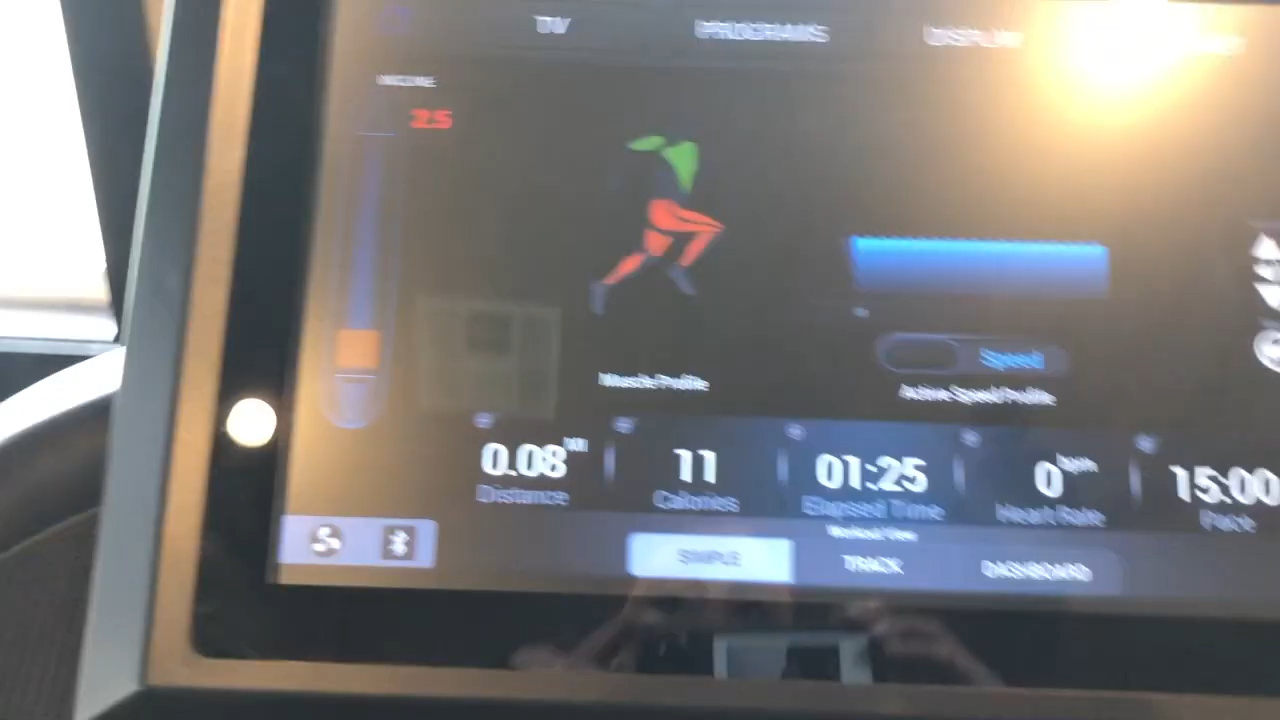 TV
PROGRAMS
DISPLAY
INCLINE
2.5
Speed
Muscle Profile
Active Speed Profile
0.08
11
01:25
0 bpm
15:00
Distance
Calories
Elapsed Time
Heart Rate
Pace
Workout View
SIMPLE
TRACK
DASHBOARD